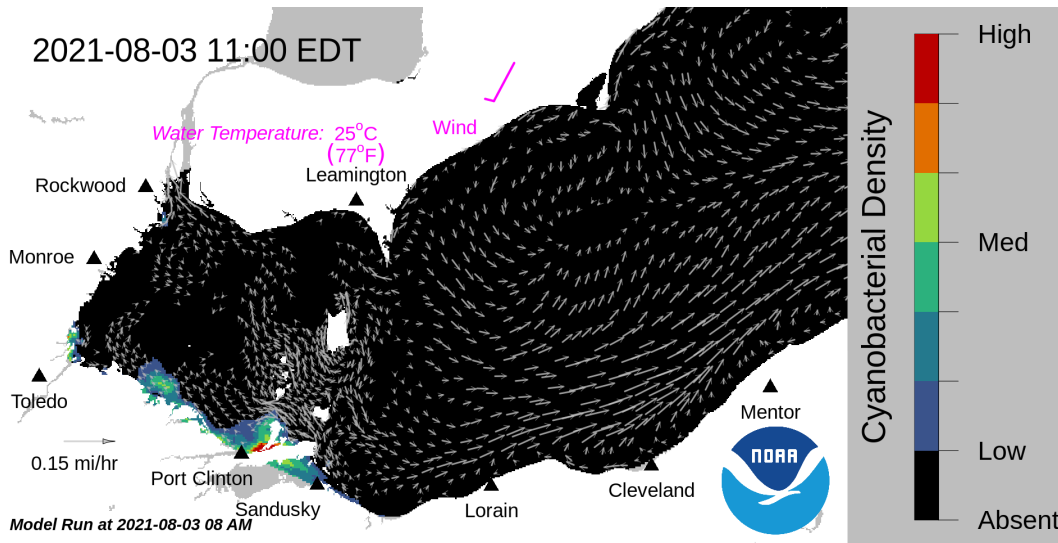 2021-08-03 11:00 EDT
High
Water Temperature: 25°C
(77°F)
Wind
Leamington
Rockwood
Monroe
Med
Cyanobacterial Density
Toledo
Mentor
NOAA
0.15 mi/hr
Port Clinton
Low
Sandusky
Lorain
Cleveland
Model Run at 2021-08-03 08 AM
Absent